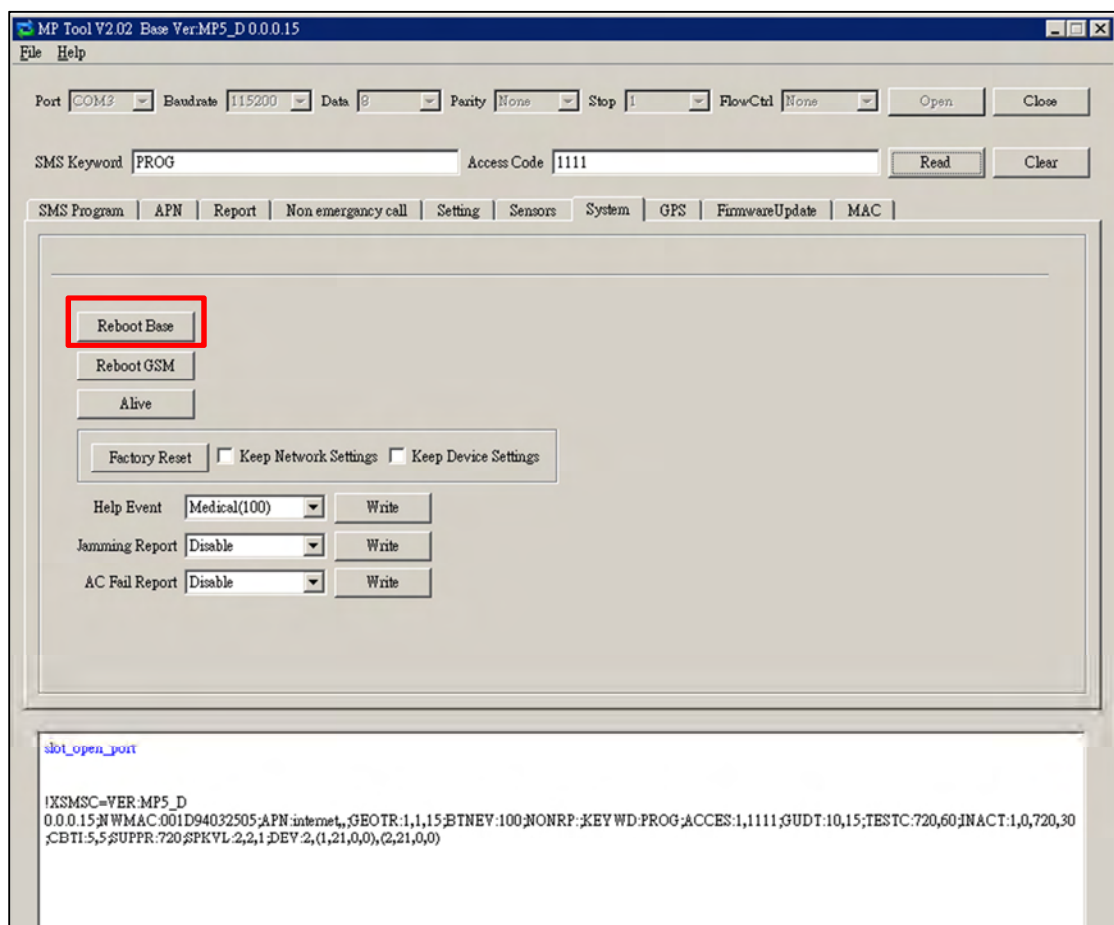 MP Tool V2.02 Base Ver:MP5_D 0.0.0.15
File Help
Port COM3 Baudrate 115200 Data 8 Parity None Stop 1 FlowCtrl None Open Close
SMS Keyword PROG Access Code 1111 Read Clear
SMS Program APN Report Non emergancy call Setting Sensors System GPS FirmwareUpdate MAC
Reboot Base
Reboot GSM
Alive
Factory Reset Keep Network Settings Keep Device Settings
Help Event Medical(100) Write
Jamming Report Disable Write
AC Fail Report Disable Write
slot_open_port
!XSMSC=VER:MP5_D
0.0.0.15;NWMAC:001D94032505;APN:internet,,;GEOTR:1,1,15;BTNEV:100;NONRP:;KEYWD:PROG;ACCES:1,1111;GUDT:10,15;TESTC:720,60;INACT:1,0,720,30
;CBTI:5,5;SUPPR:720;SPKVL:2,2,1;DEV:2,(1,21,0,0),(2,21,0,0)